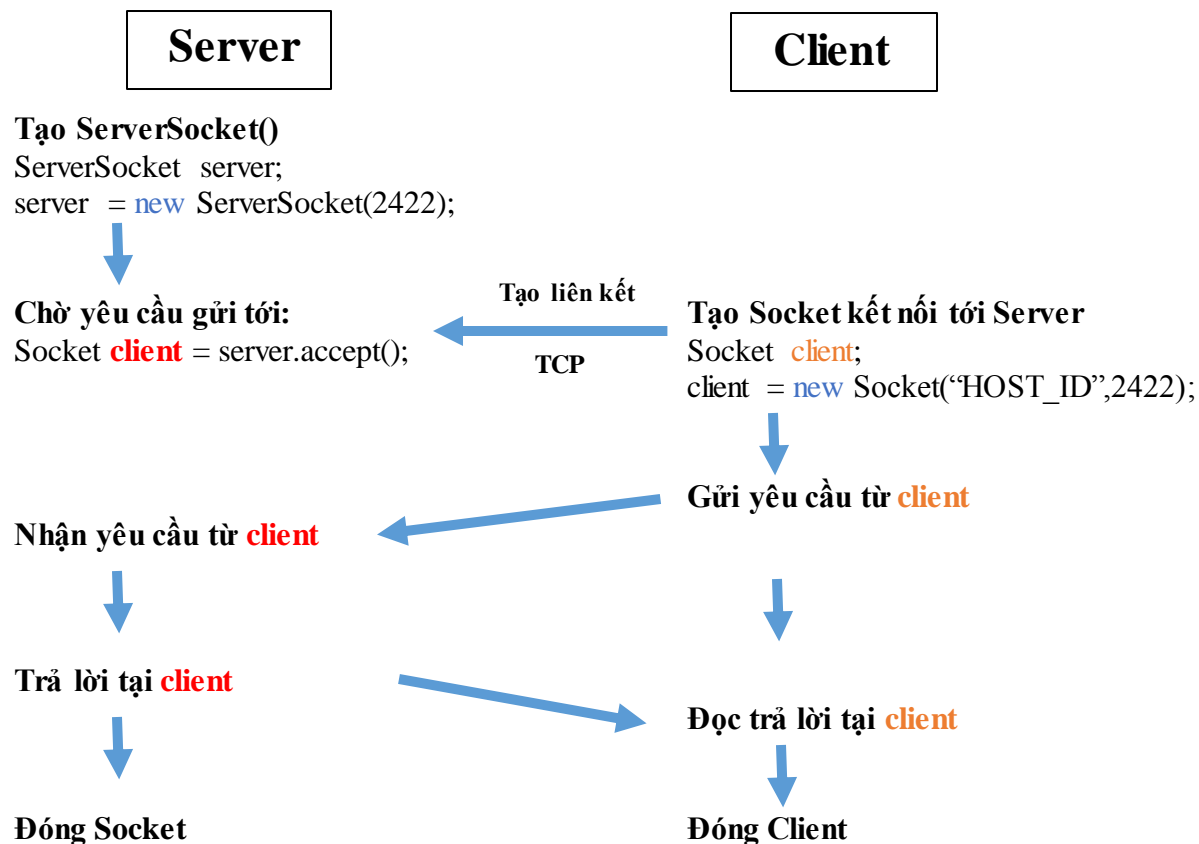 Server
Client
Tạo ServerSocket()
ServerSocket server;
server = new ServerSocket(2422);
Chờ yêu cầu gửi tới:
Socket client = server.accept();
Tạo liên kết
TCP
Tạo Socket kết nối tới Server
Socket client;
client = new Socket(“HOST_ID”,2422);
Gửi yêu cầu từ client
Nhận yêu cầu từ client
Trả lời tại client
Đọc trả lời tại client
Đóng Socket
Đóng Client